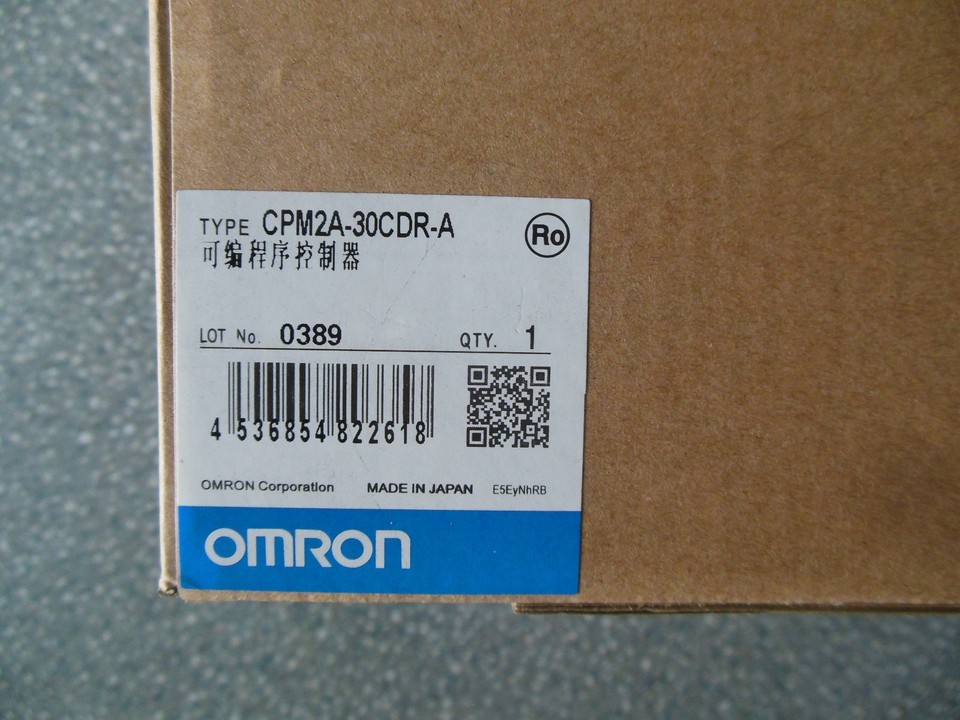 TYPE CPM2A-30CDR-A
Ro
可编程序控制器
LOT No. 0389 QTY. 1
4 536854 822618
OMRON Corporation MADE IN JAPAN E5EyNhRB
OMRON